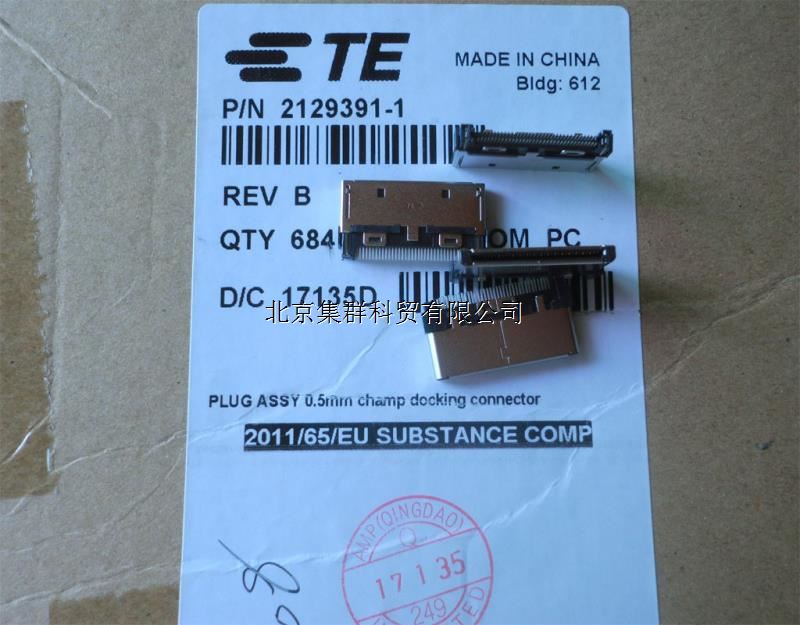 TE
MADE IN CHINA
Bldg: 612
P/N 2129391-1
REV B
QTY 684 OM PC
D/C 17135D
北京集群科贸有限公司
PLUG ASSY 0.5mm champ docking connector
2011/65/EU SUBSTANCE COMP
AMP(QINGDAO)
Q
17 1 35
249